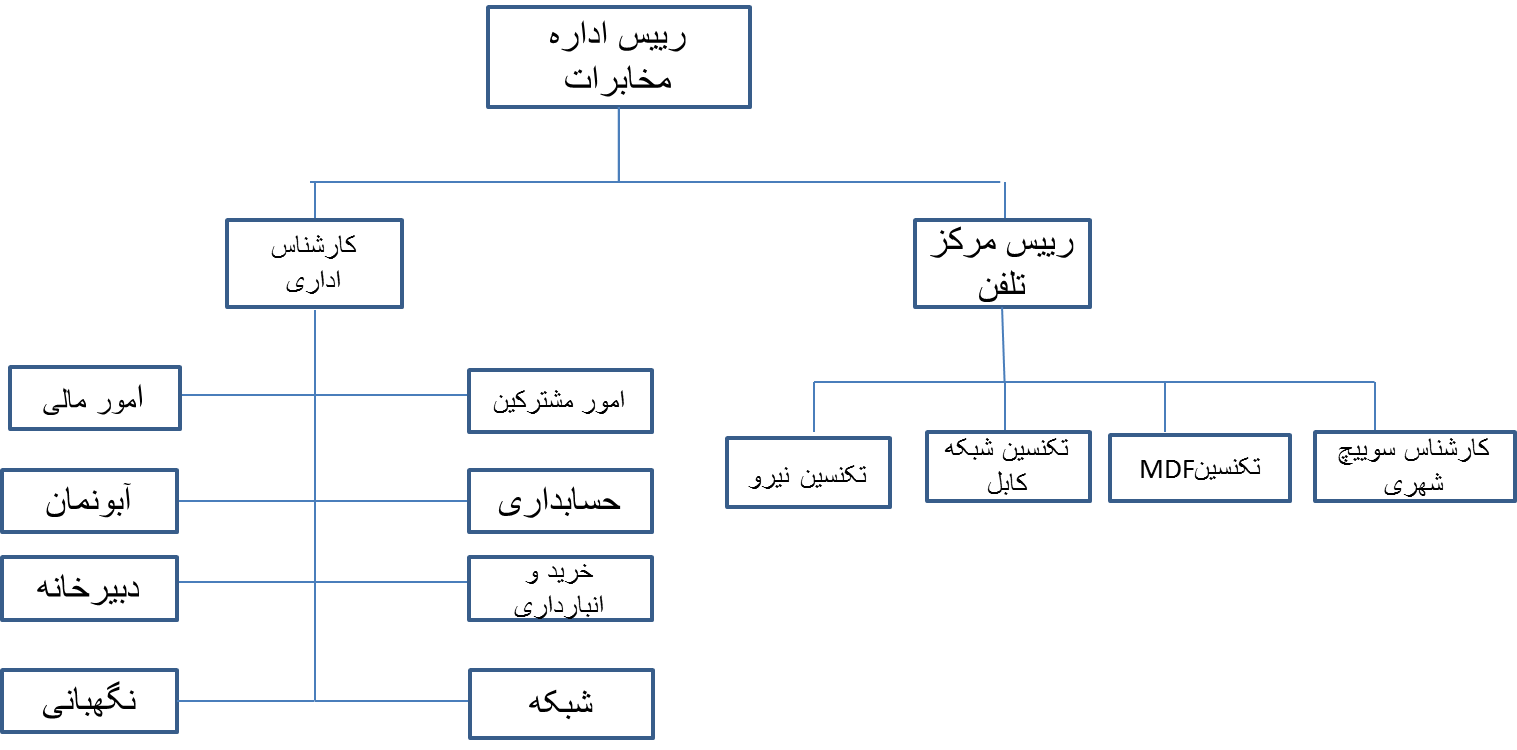 رییس اداره
مخابرات
رییس مرکز
تلفن
کارشناس
اداری
کارشناس سوییچ
شهری
تکنسینMDF
تکنسین شبکه
کابل
تکنسین نیرو
امور مشترکین
امور مالی
حسابداری
آبونمان
خرید و
انبارداری
دبیرخانه
شبکه
نگهبانی